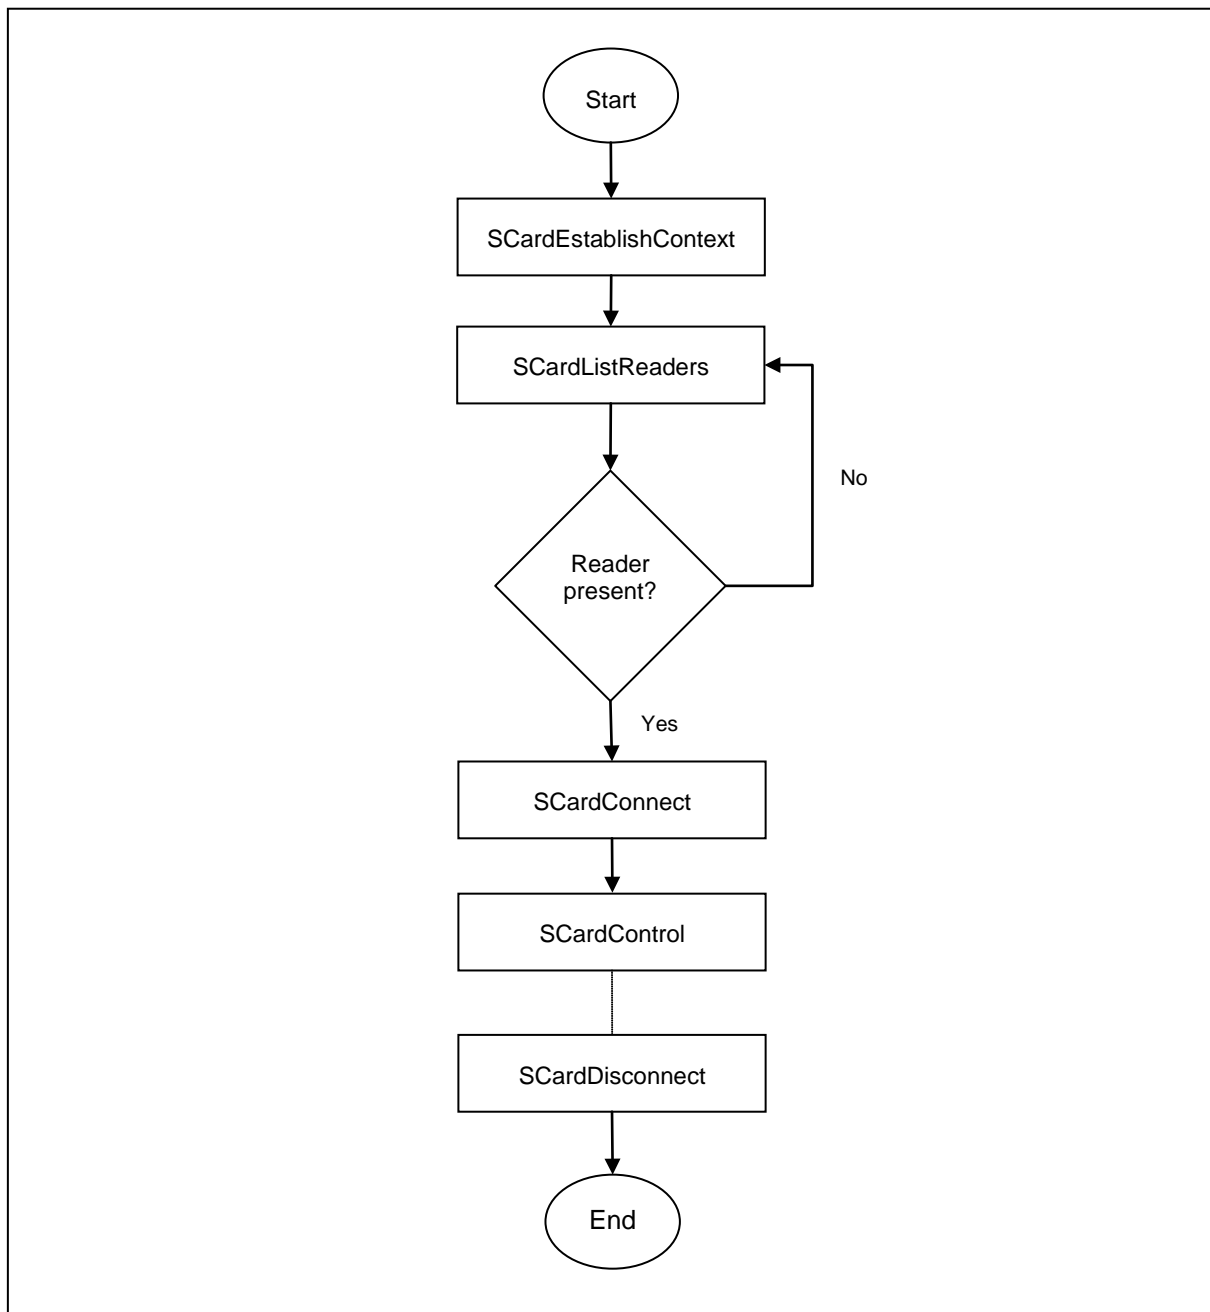 Start
SCardEstablishContext
SCardListReaders
No
Reader
present?
Yes
SCardConnect
SCardControl
SCardDisconnect
End